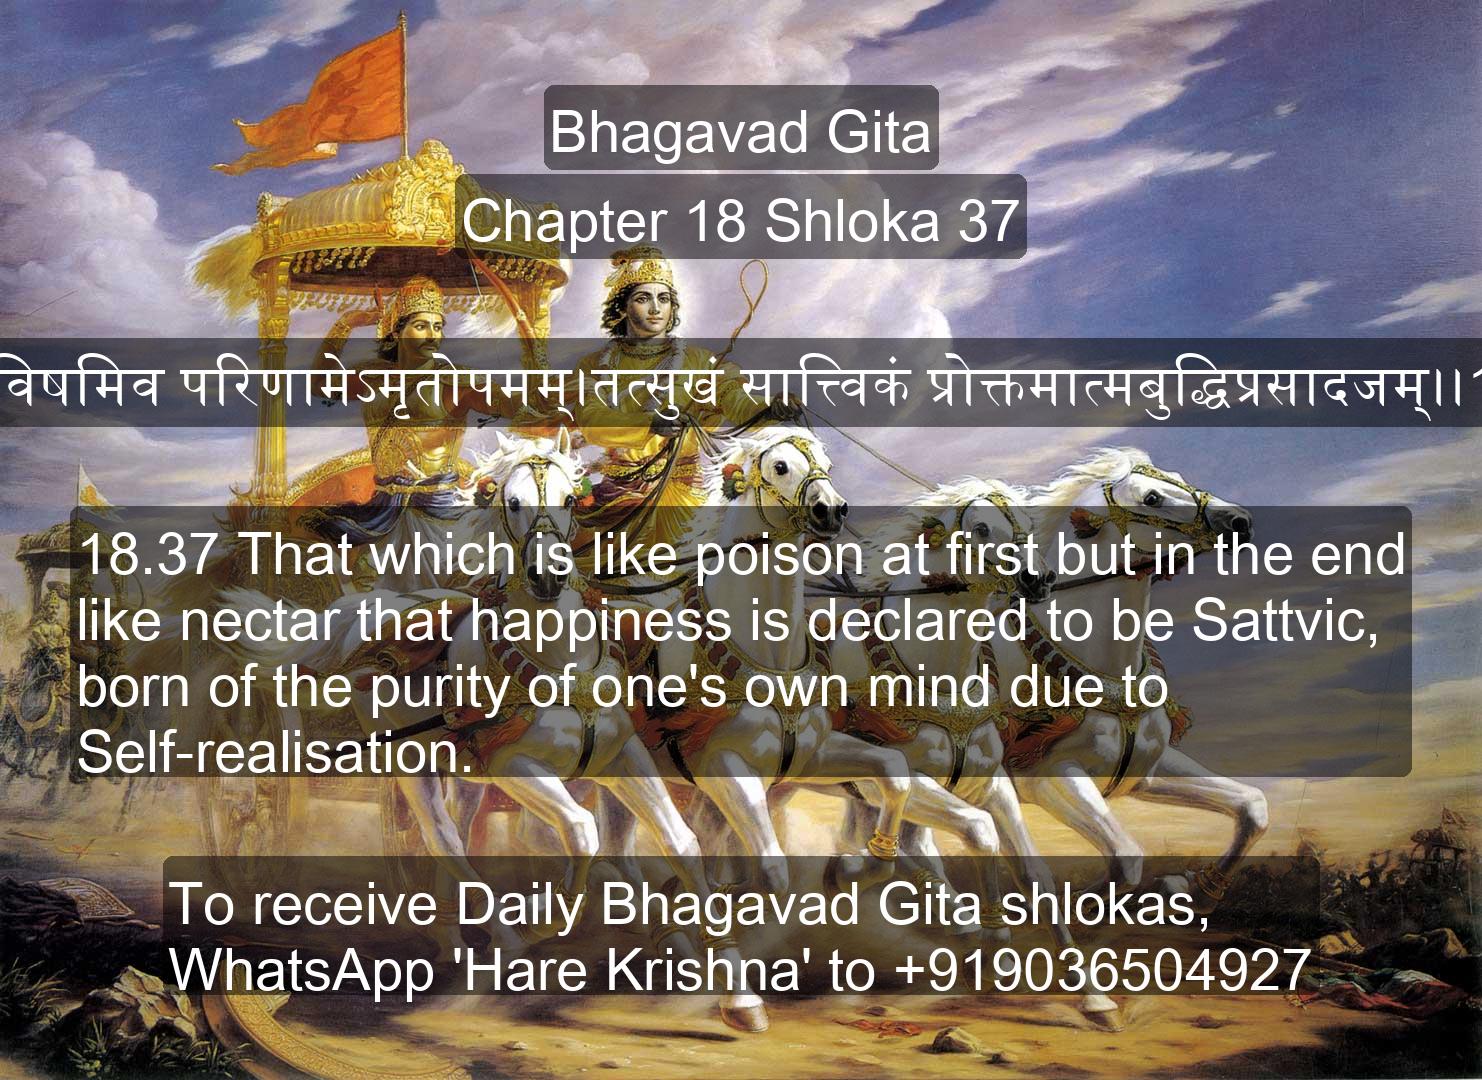 Bhagavad Gita
Chapter 18 Shloka 37
विषमिव परिणामेऽमृतोपमम्।तत्सुखं सात्त्विकं प्रोक्तमात्मबुद्धिप्रसादजम्।।
18.37 That which is like poison at first but in the end
like nectar that happiness is declared to be Sattvic,
born of the purity of one's own mind due to
Self-realisation.
To receive Daily Bhagavad Gita shlokas,
WhatsApp 'Hare Krishna' to +919036504927